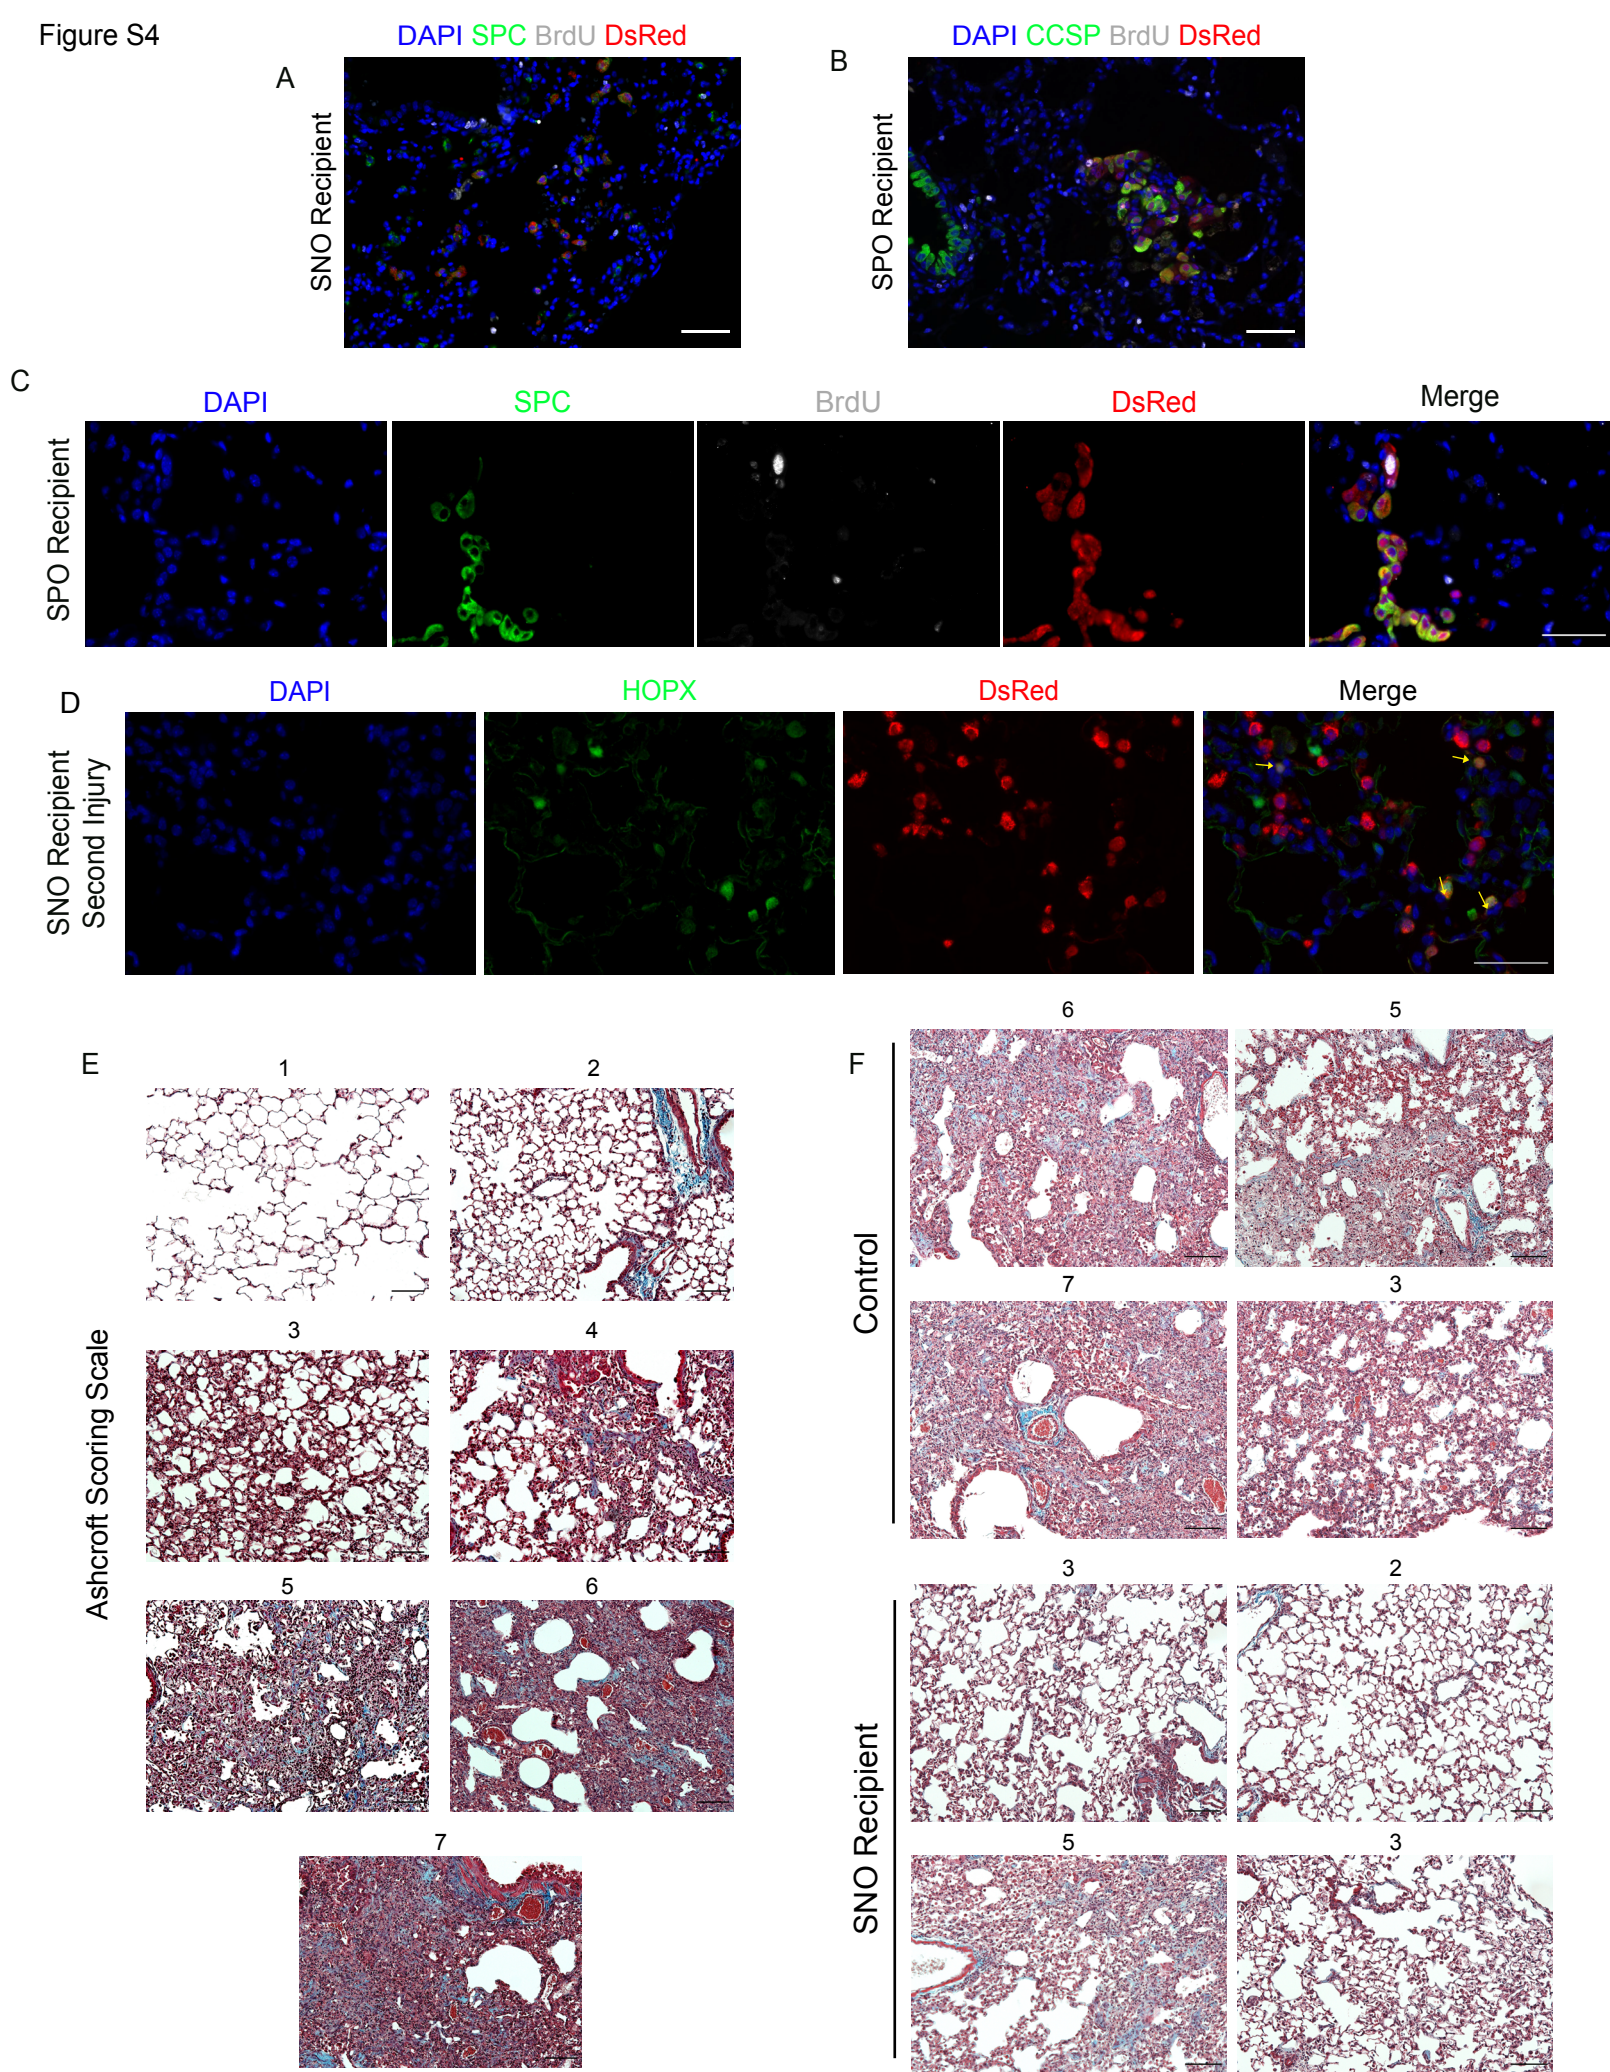 Figure S4
DAPI SPC BrdU DsRed
DAPI CCSP BrdU DsRed
A
B
SNO Recipient
SPO Recipient
C
DAPI
SPC
BrdU
DsRed
Merge
SPO Recipient
D
DAPI
HOPX
DsRed
Merge
SNO Recipient
Second Injury
E
1
2
3
4
5
6
7
Ashcroft Scoring Scale
F
6
5
7
3
Control
3
2
5
3
SNO Recipient